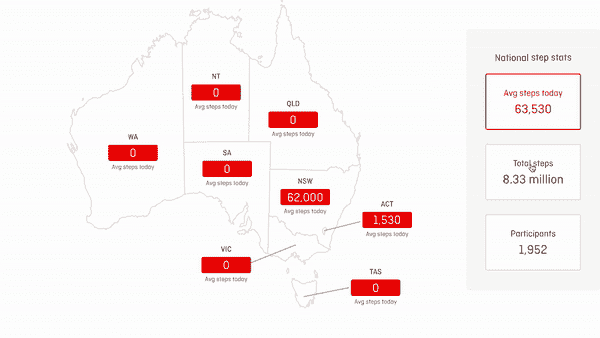 NT
0
Avg steps today
QLD
0
Avg steps today
WA
0
Avg steps today
SA
0
Avg steps today
NSW
62,000
Avg steps today
ACT
1,530
Avg steps today
VIC
0
Avg steps today
TAS
0
Avg steps today
National step stats
Avg steps today
63,530
Total steps
8.33 million
Participants
1,952